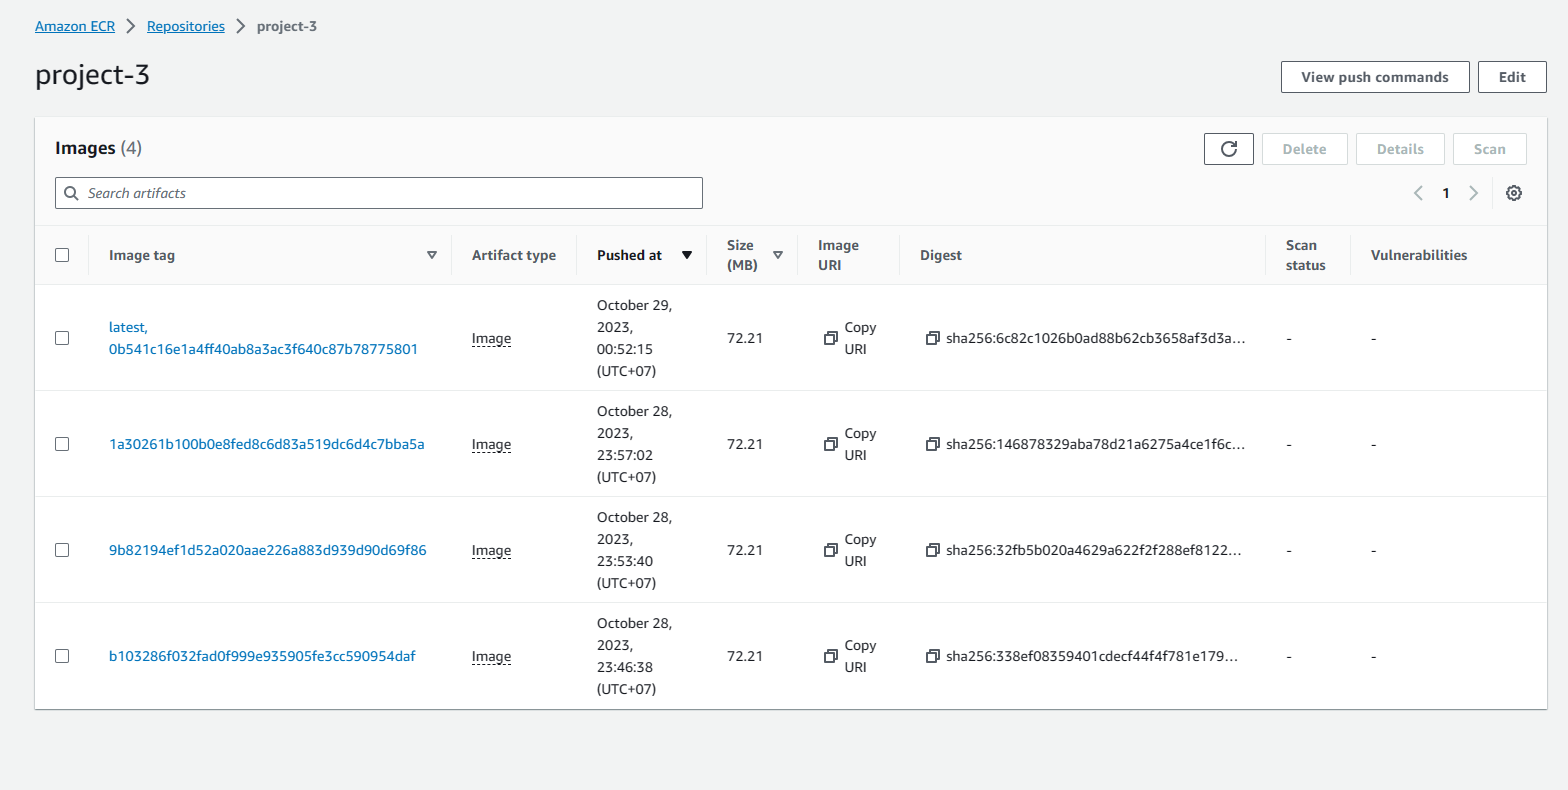 Amazon ECR > Repositories > project-3
project-3
View push commands
Edit
Images (4)
Delete
Details
Scan
Search artifacts
1
Image tag
Artifact type
Pushed at
Size
(MB)
Image
URI
Digest
Scan
status
Vulnerabilities
latest,
0b541c16e1a4ff40ab8a3ac3f640c87b78775801
Image
October 29,
2023,
00:52:15
(UTC+07)
72.21
Copy
URI
sha256:6c82c1026b0ad88b62cb3658af3d3a...
-
-
1a30261b100b0e8fed8c6d83a519dc6d4c7bba5a
Image
October 28,
2023,
23:57:02
(UTC+07)
72.21
Copy
URI
sha256:146878329aba78d21a6275a4ce1f6c...
-
-
9b82194ef1d52a020aae226a883d939d90d69f86
Image
October 28,
2023,
23:53:40
(UTC+07)
72.21
Copy
URI
sha256:32fb5b020a4629a622f2f288ef8122...
-
-
b103286f032fad0f999e935905fe3cc590954daf
Image
October 28,
2023,
23:46:38
(UTC+07)
72.21
Copy
URI
sha256:338ef08359401cdecf44f4f781e179...
-
-